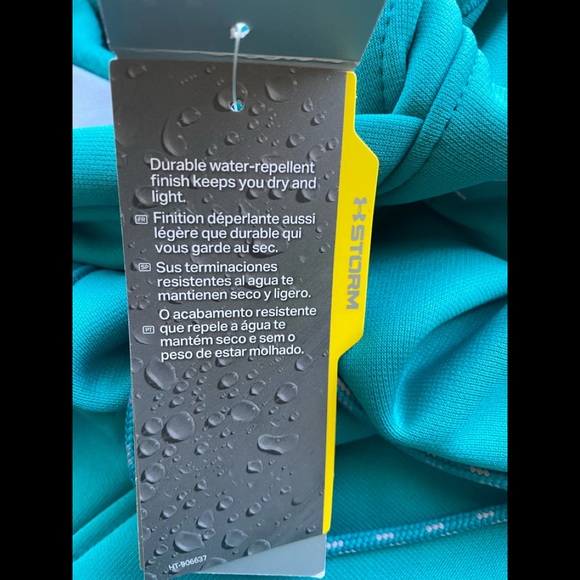 Durable water-repellent
finish keeps you dry and
light.
FR Finition déperlante aussi
légère que durable qui
vous garde au sec.
SP Sus terminaciones
resistentes al agua te
mantienen seco y ligero.
O acabamento resistente
PT que repele a água te
mantém seco e sem o
peso de estar molhado.
STORM
HT-906637